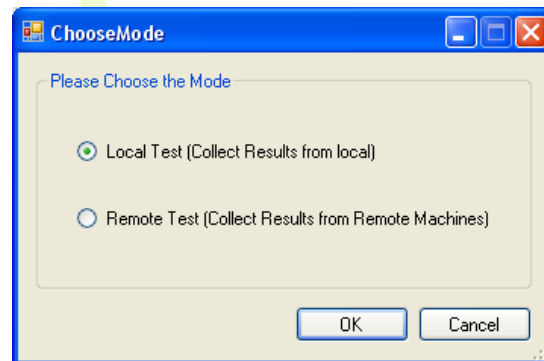 ChooseMode
Please Choose the Mode
Local Test (Collect Results from local)
Remote Test (Collect Results from Remote Machines)
OK Cancel